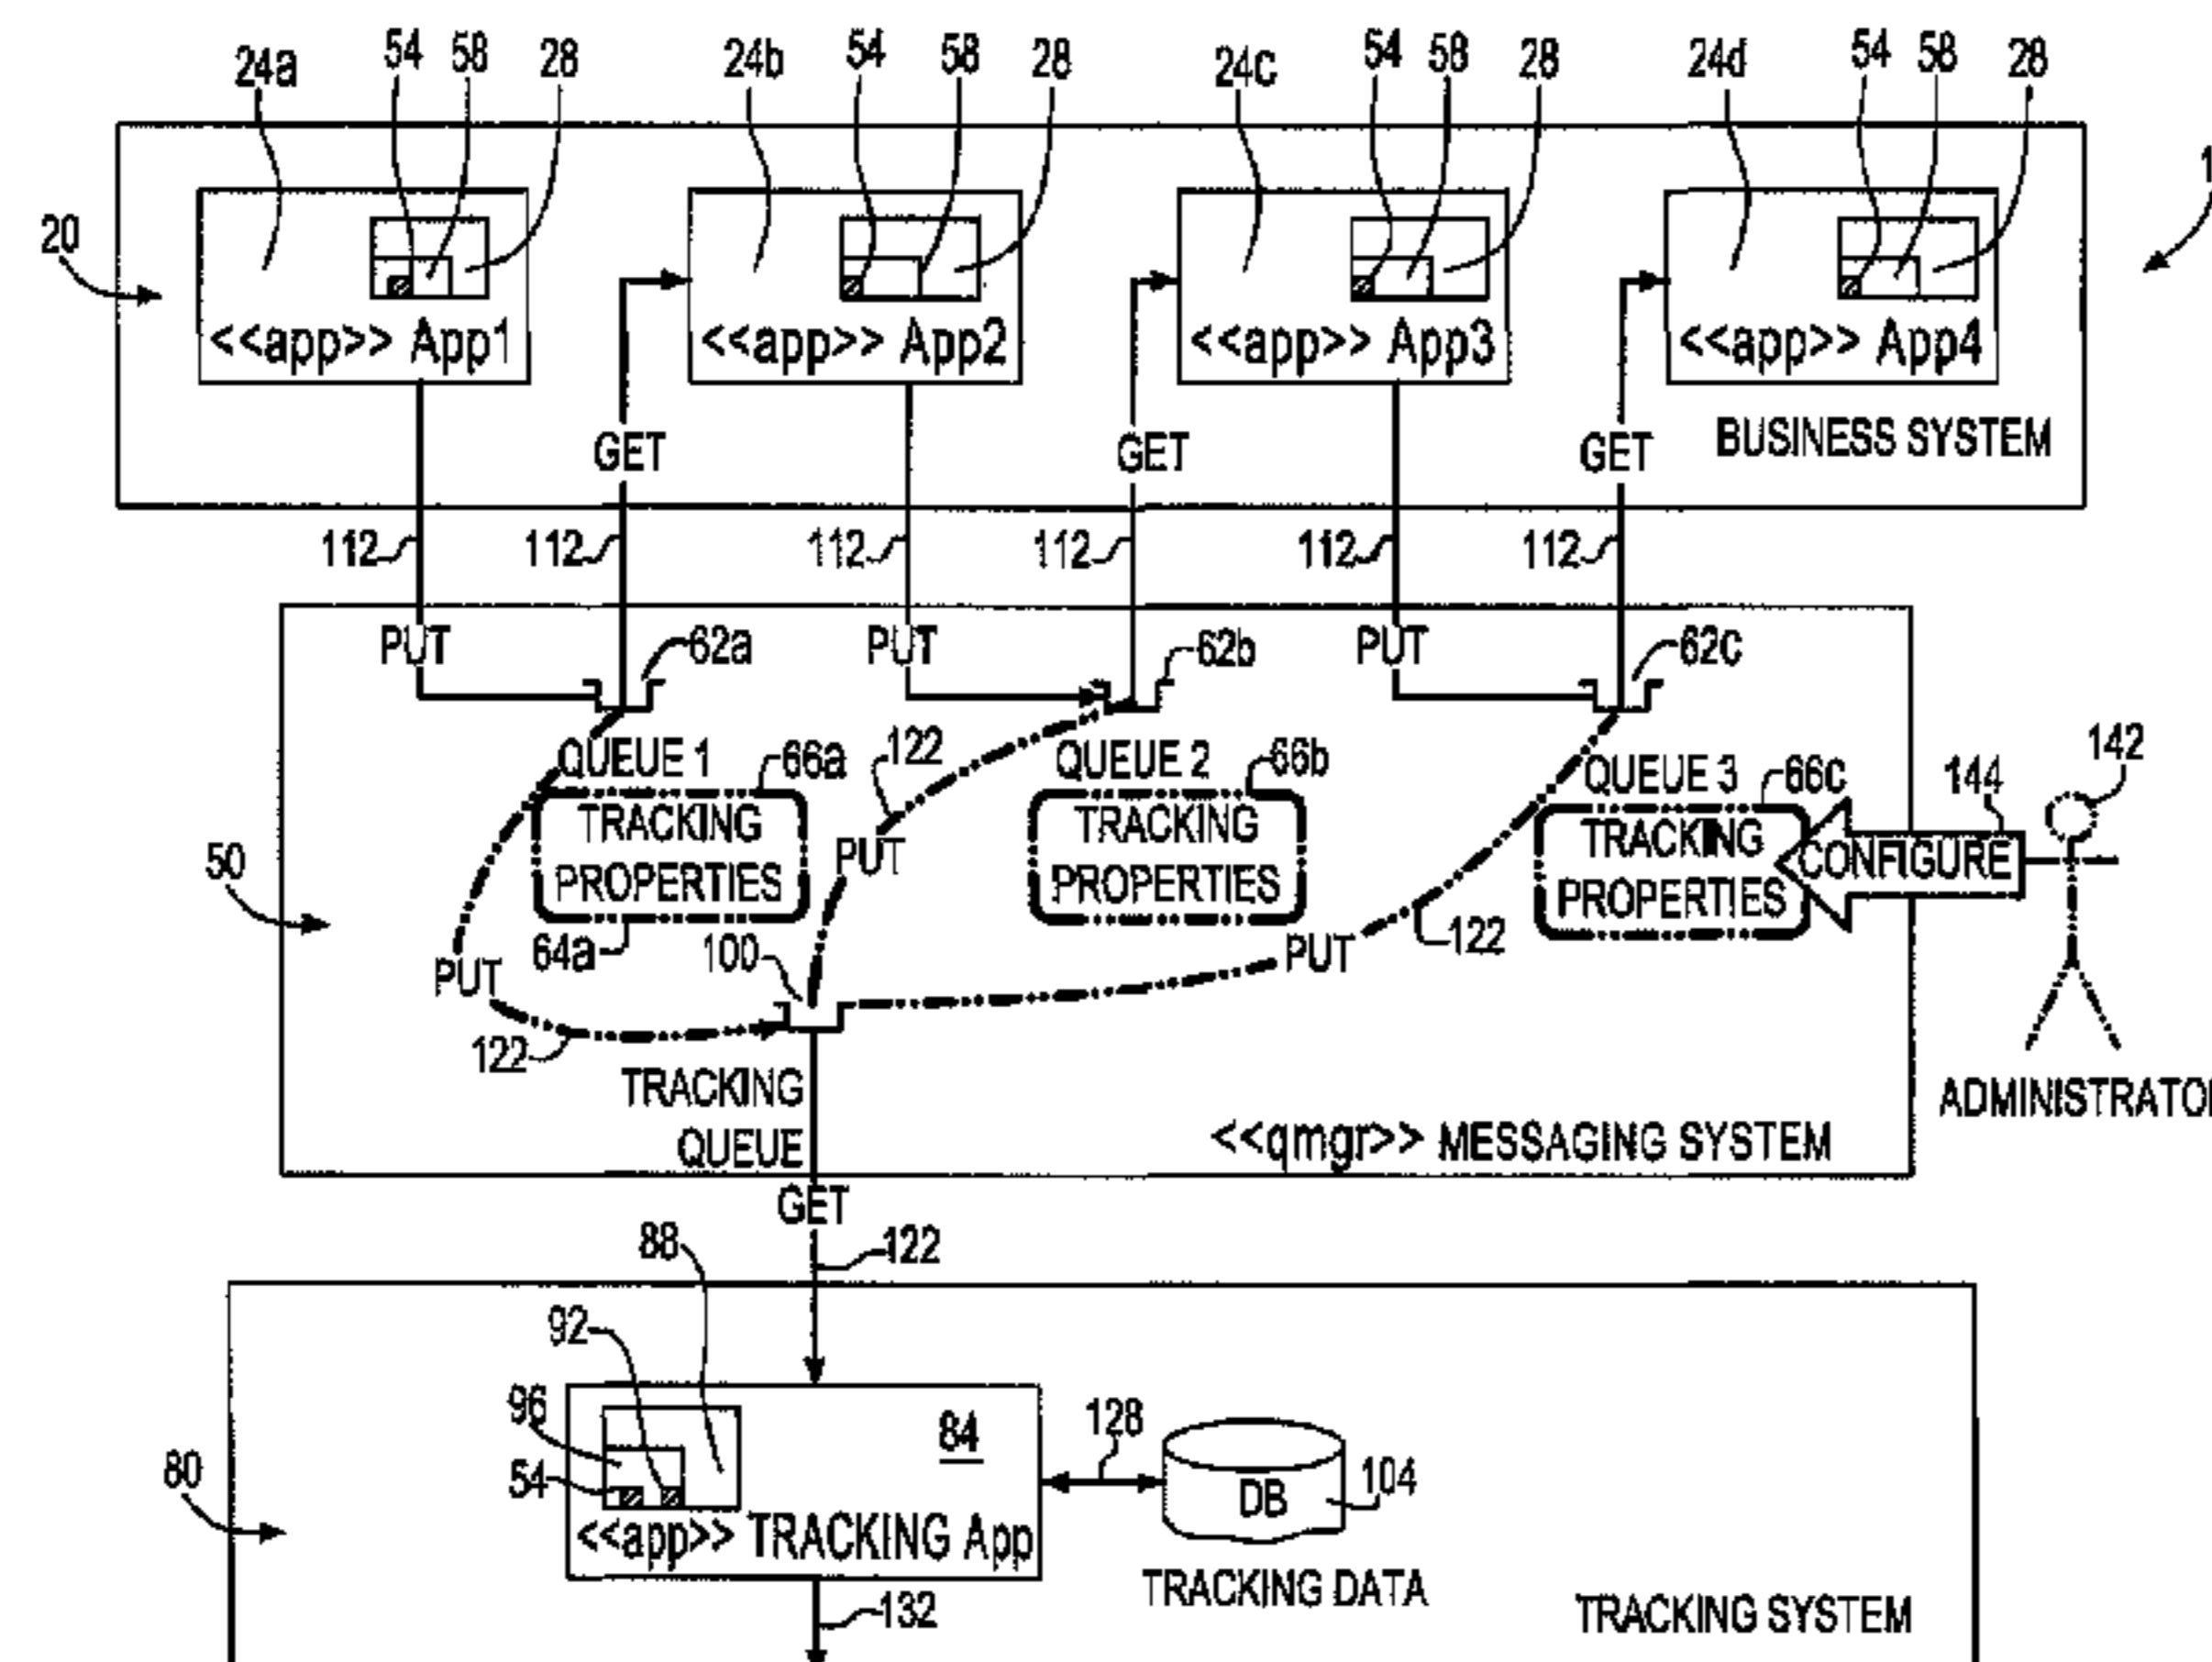 24a 54 58 28 24b 54 58 28 24c 54 58 28 24d 54 58 28
20
<<app>> App1 <<app>> App2 <<app>> App3 <<app>> App4
GET GET GET BUSINESS SYSTEM
112 112 112 112 112 112
PUT 62a PUT 62b PUT 62c
QUEUE 1 66a 122 QUEUE 2 66b QUEUE 3 66c 144 142
TRACKING TRACKING TRACKING
PROPERTIES PUT PROPERTIES PROPERTIES CONFIGURE
50
64a 100 PUT 122
PUT
122
TRACKING
QUEUE
<<qmgr>> MESSAGING SYSTEM
ADMINISTRATO
GET
88 122
92
96 84 128
54 DB 104
80
<<app>> TRACKING App
TRACKING DATA
132
TRACKING SYSTEM